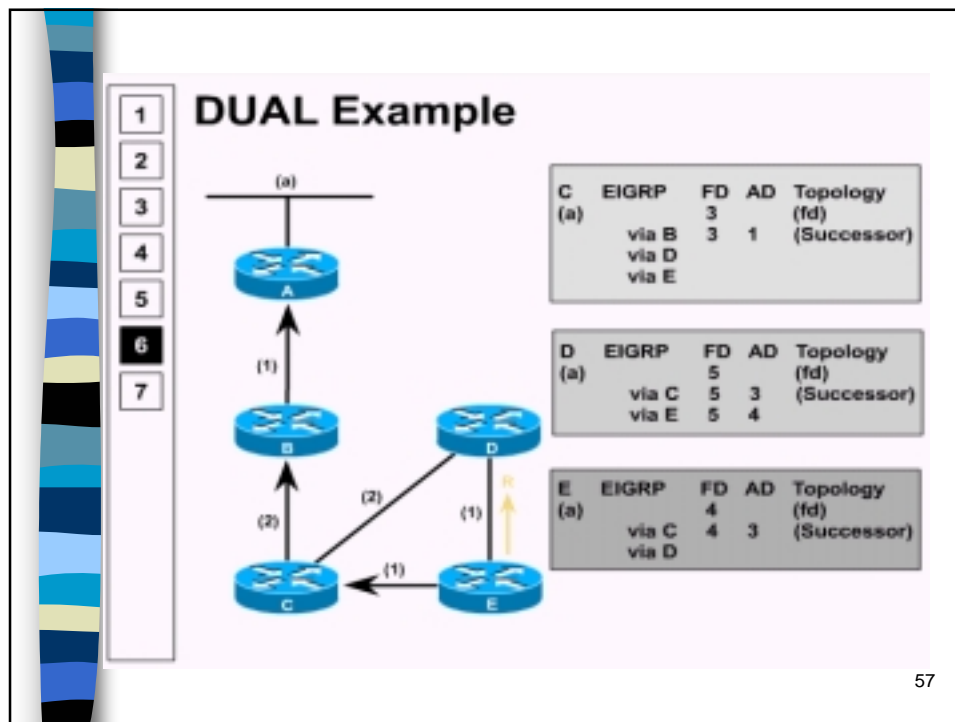 DUAL Example
1
2
3
4
5
6
7
(a)
A
(1)
B
D
(2)
(2)
(1)
R
C
(1)
E
C EIGRP FD AD Topology
(a) 3 (fd)
via B 3 1 (Successor)
via D
via E
D EIGRP FD AD Topology
(a) 5 (fd)
via C 5 3 (Successor)
via E 5 4
E EIGRP FD AD Topology
(a) 4 (fd)
via C 4 3 (Successor)
via D
57